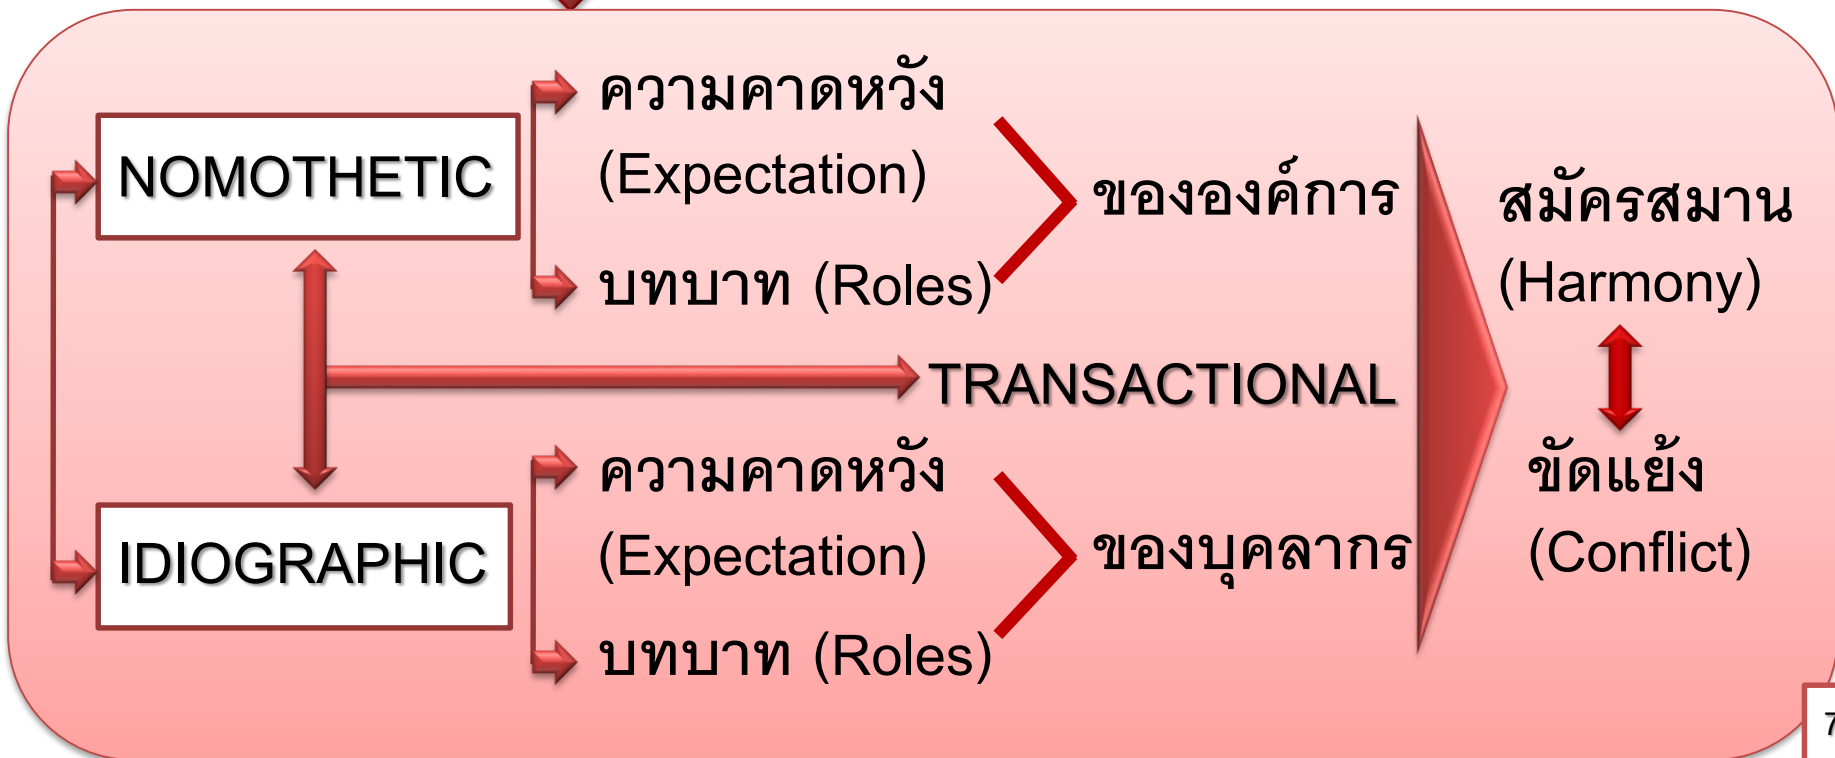 NOMOTHETIC
ความคาดหวัง
(Expectation)
บทบาท (Roles)
ขององค์การ
TRANSACTIONAL
IDIOGRAPHIC
ความคาดหวัง
(Expectation)
บทบาท (Roles)
ของบุคลากร
สมัครสมาน
(Harmony)
ขัดแย้ง
(Conflict)
7